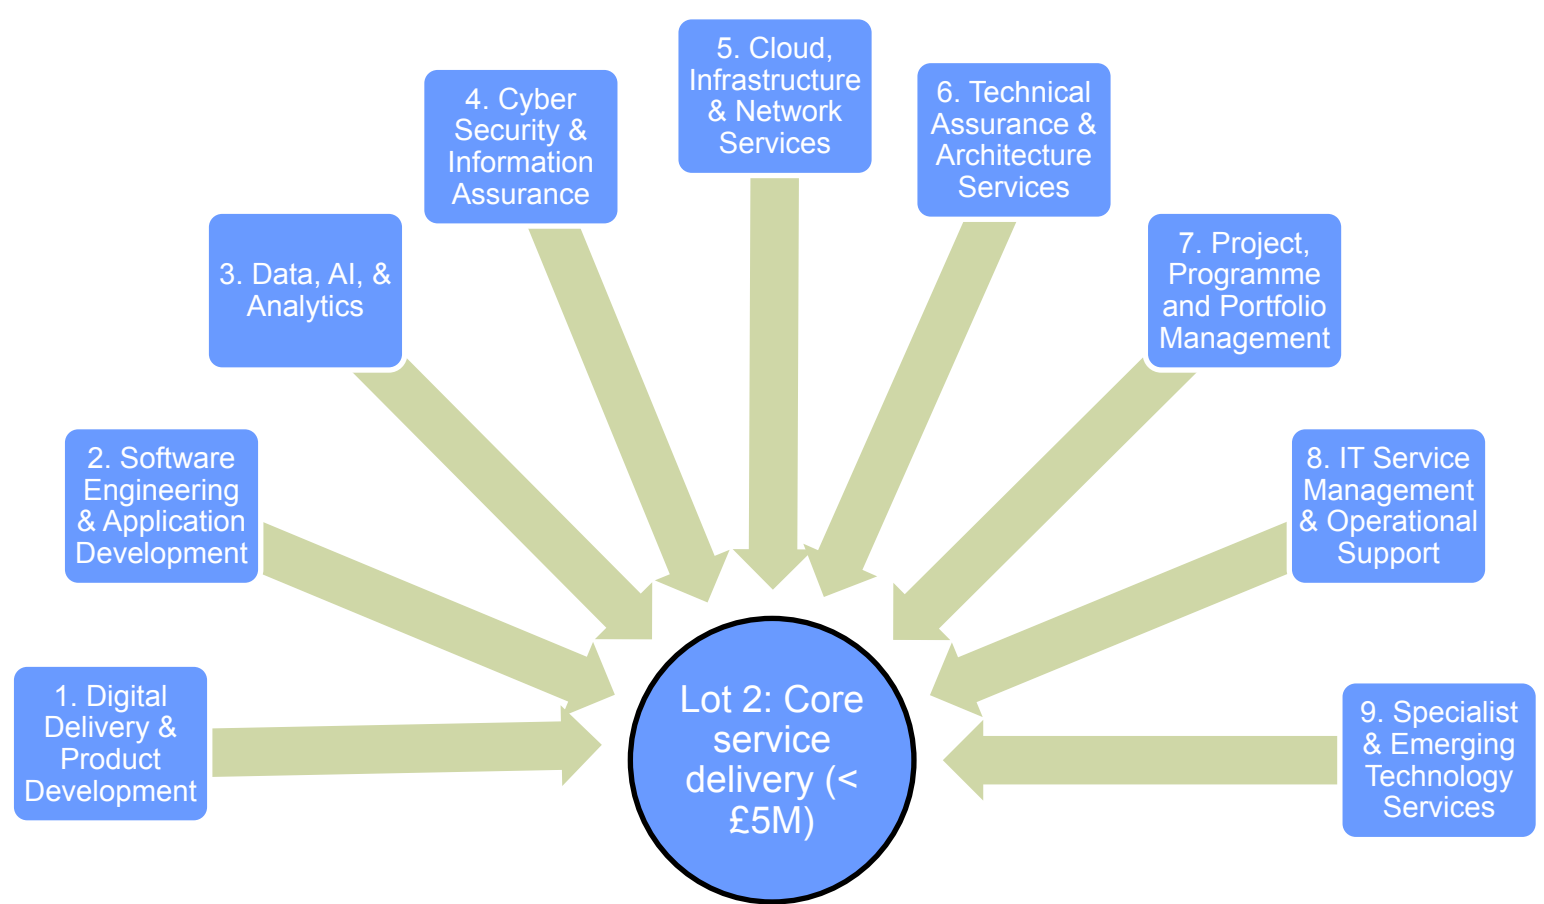 1. Digital
Delivery &
Product
Development
2. Software
Engineering
& Application
Development
3. Data, AI, &
Analytics
4. Cyber
Security &
Information
Assurance
5. Cloud,
Infrastructure
& Network
Services
6. Technical
Assurance &
Architecture
Services
7. Project,
Programme
and Portfolio
Management
8. IT Service
Management
& Operational
Support
9. Specialist
& Emerging
Technology
Services
Lot 2: Core
service
delivery (<
£5M)